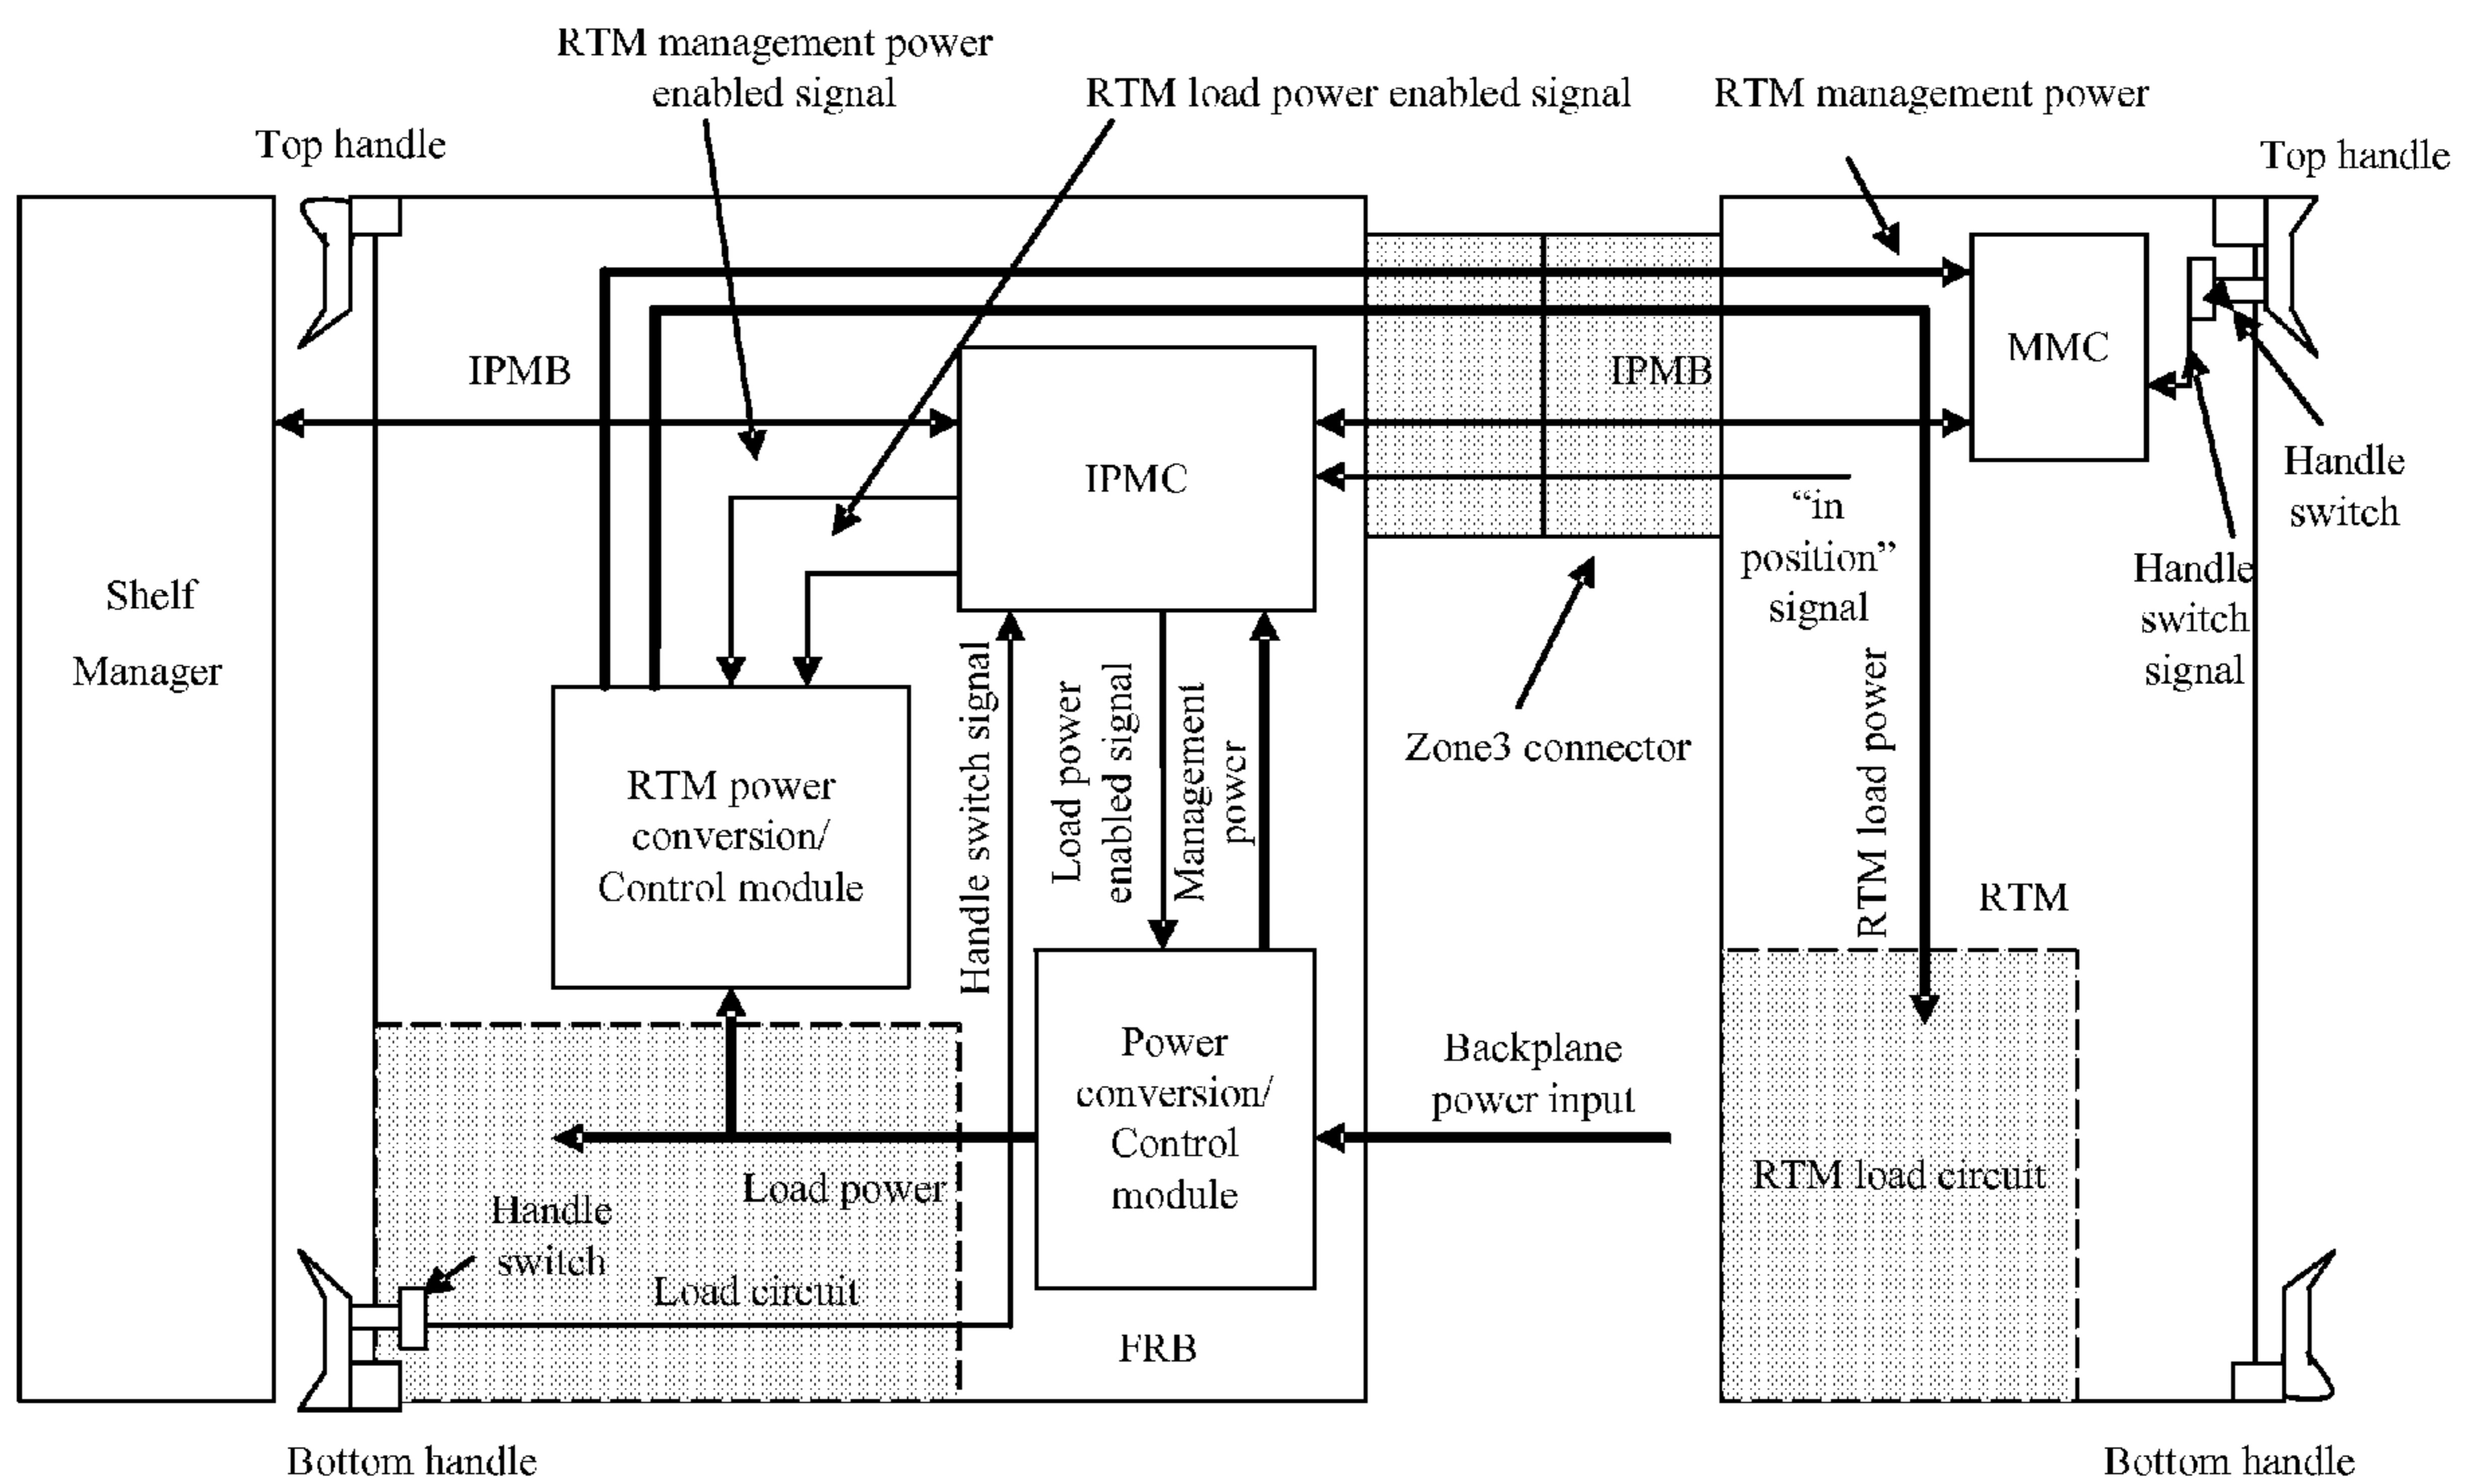 RTM management power
enabled signal
RTM load power enabled signal
RTM management power
Top handle
Top handle
IPMB
IPMB
MMC
IPMC
Handle
switch
"in
position"
signal
Handle
switch
signal
Shelf
Manager
Zone3 connector
Handle switch signal
Load power
enabled signal
Management
power
RTM load power
RTM power
conversion/
Control module
RTM
Power
conversion/
Control
module
Backplane
power input
Load power
RTM load circuit
Handle
switch
Load circuit
FRB
Bottom handle
Bottom handle